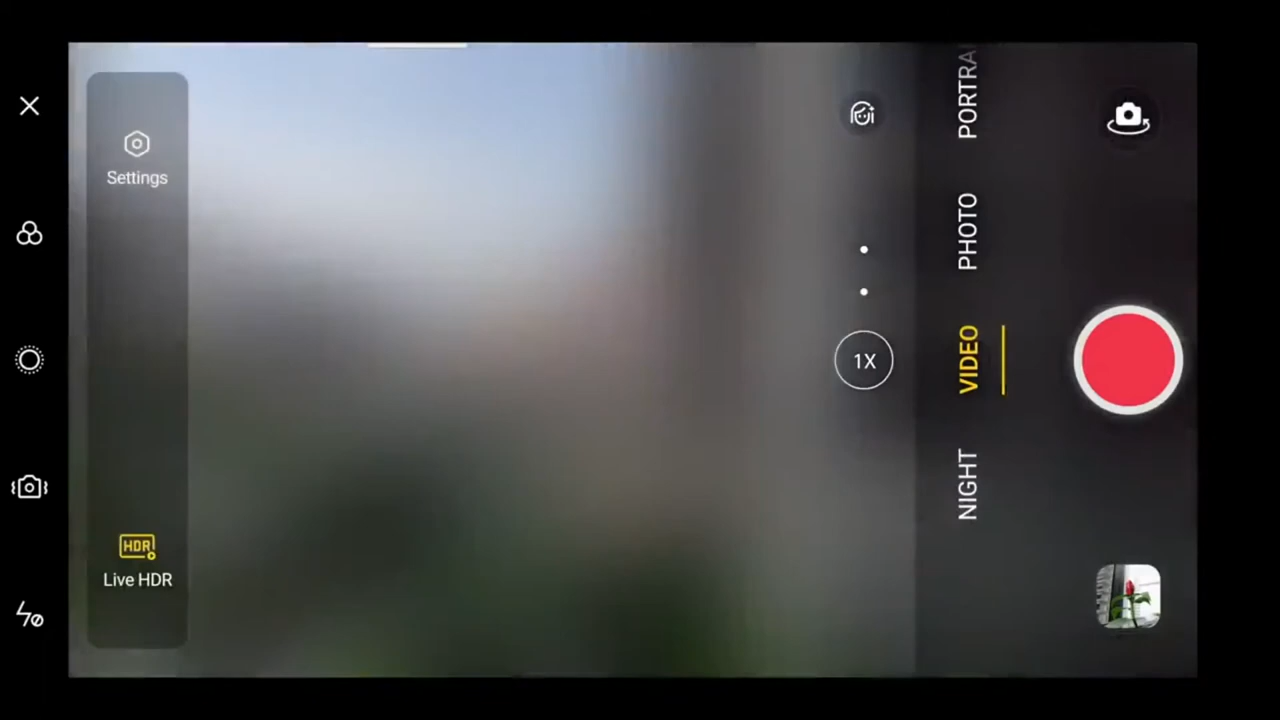 Settings
HDR
Live HDR
1X
PORTRA
PHOTO
VIDEO
NIGHT